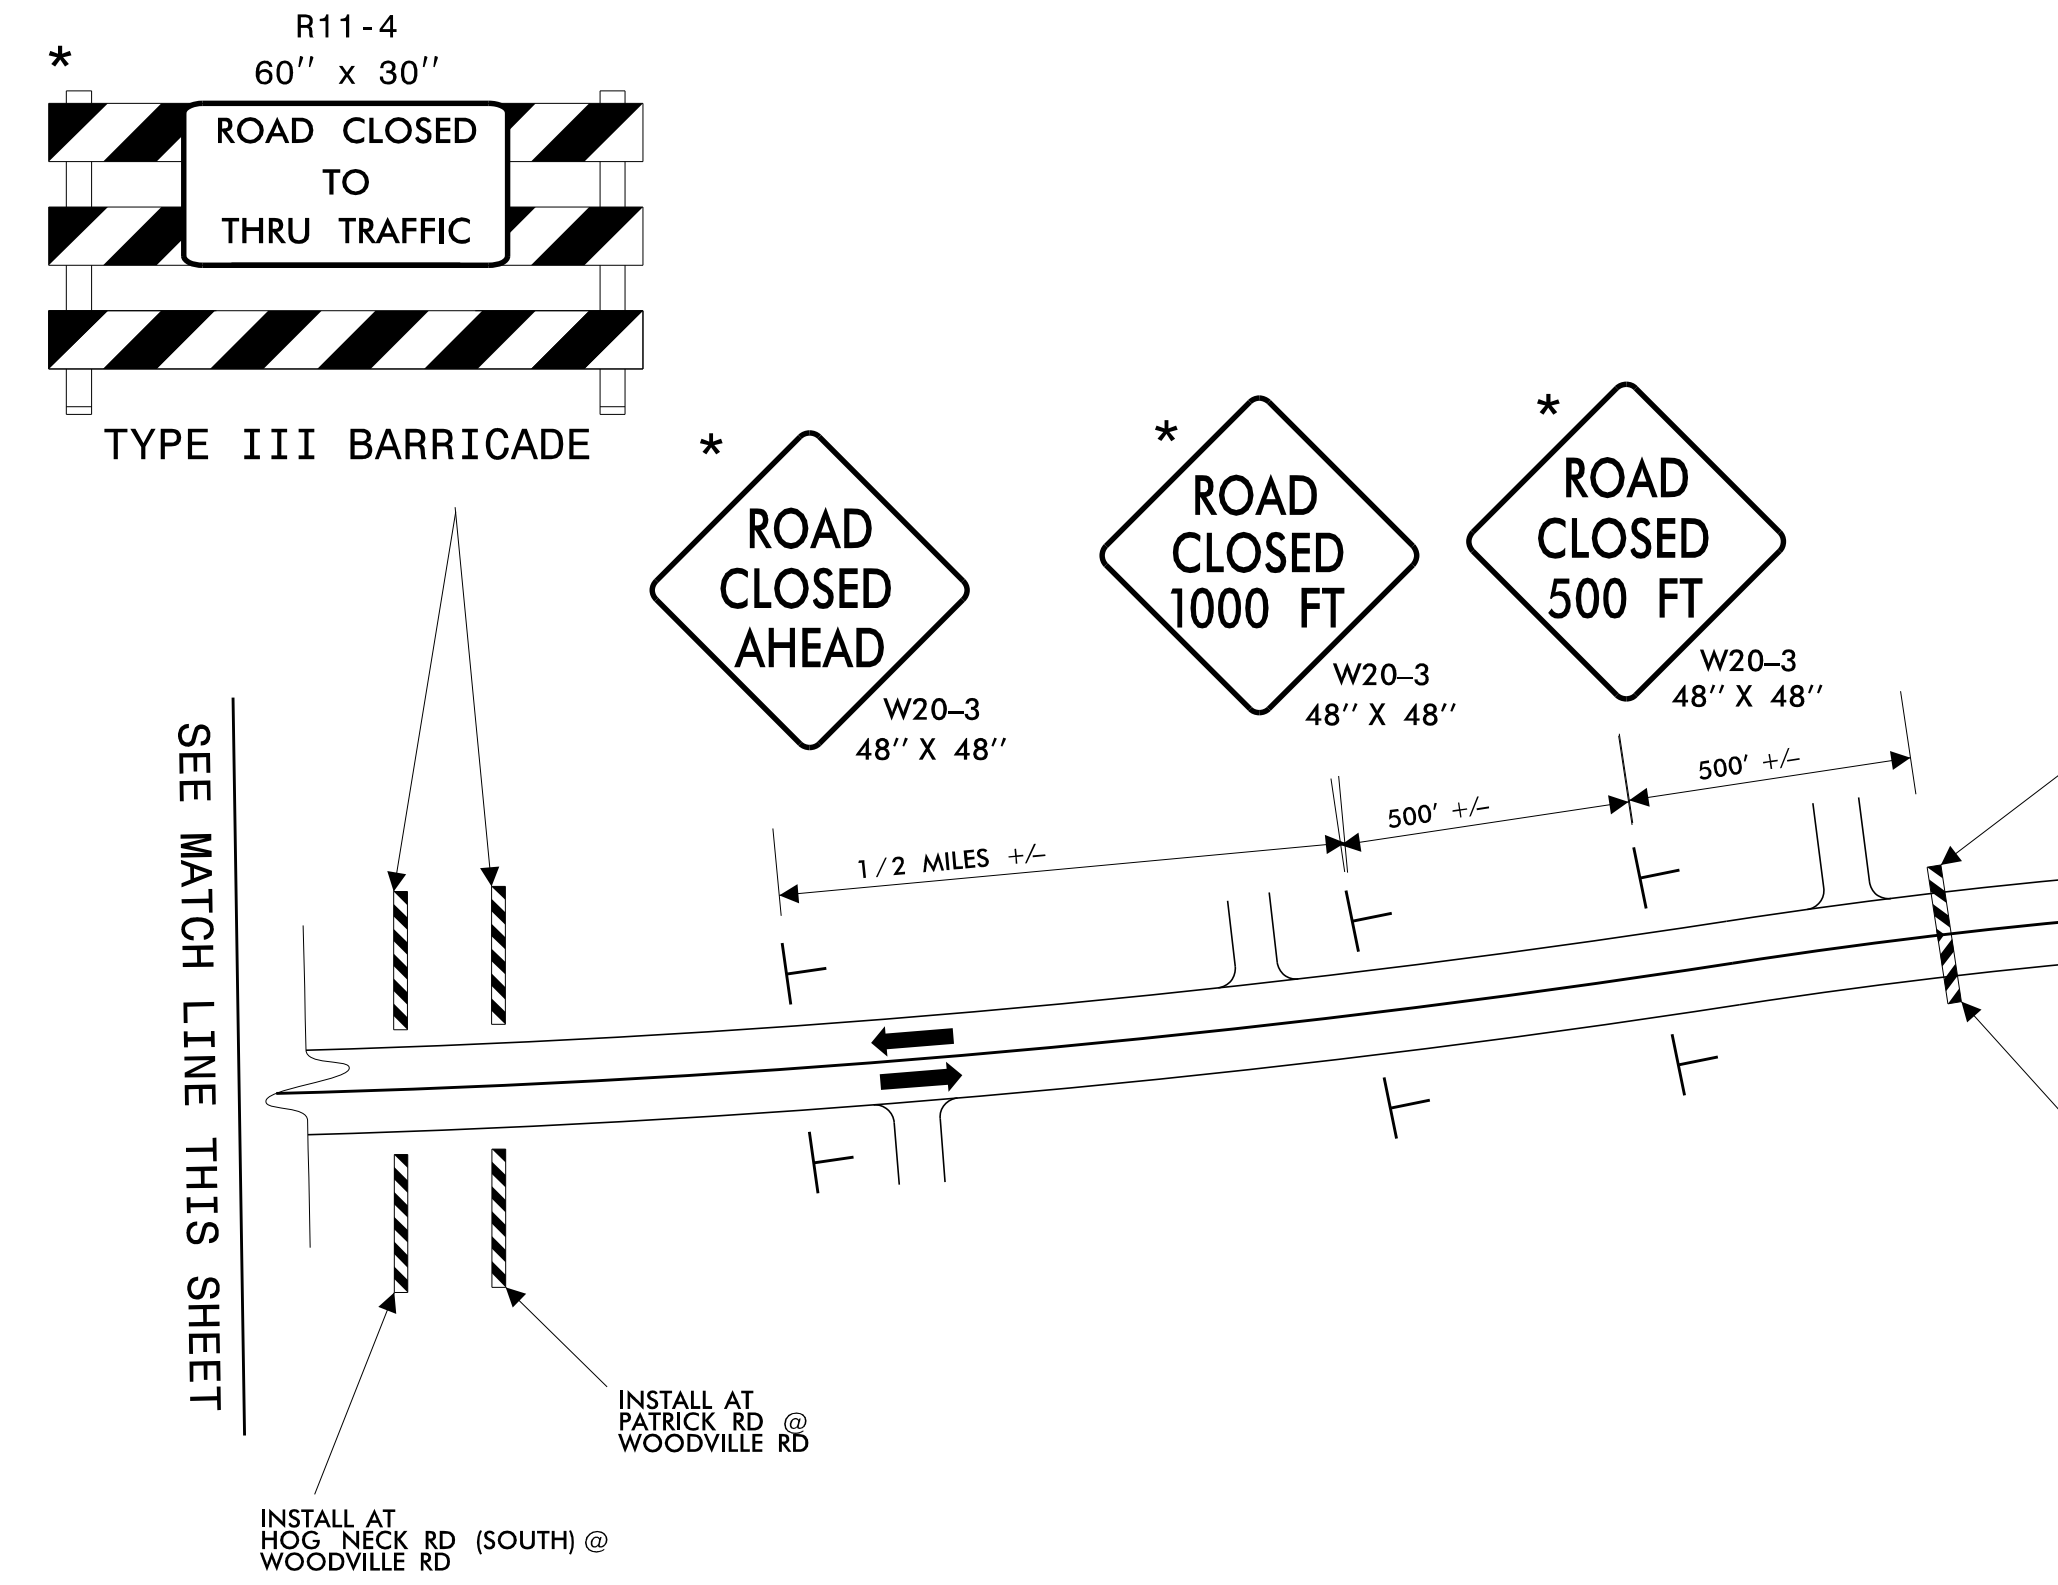 R11-4
60'' x 30''
*
ROAD CLOSED
TO
THRU TRAFFIC
TYPE III BARRICADE
*
ROAD
CLOSED
AHEAD
W20–3
48'' X 48''
*
ROAD
CLOSED
1000 FT
W20–3
48'' X 48''
*
ROAD
CLOSED
500 FT
W20–3
48'' X 48''
1/2 MILES +/–
500' +/–
500' +/–
SEE MATCH LINE THIS SHEET
INSTALL AT
PATRICK RD @
WOODVILLE RD
INSTALL AT
HOG NECK RD (SOUTH) @
WOODVILLE RD